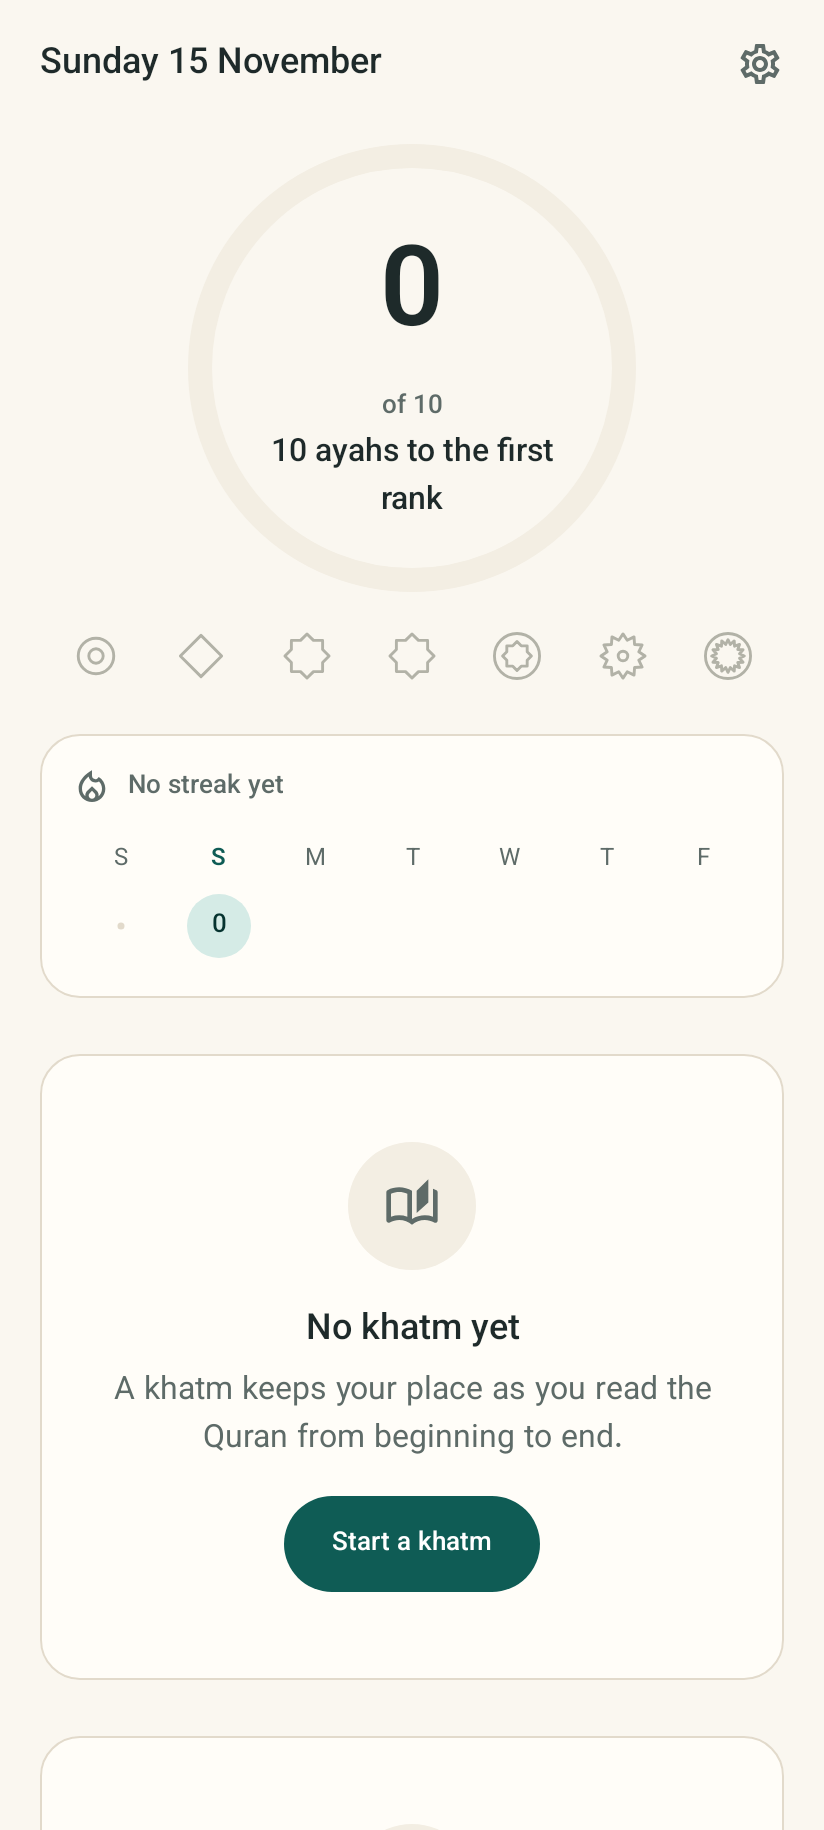 Sunday 15 November
0
of 10
10 ayahs to the first
rank
No streak yet
S S M T W T F
0
No khatm yet
A khatm keeps your place as you read the
Quran from beginning to end.
Start a khatm